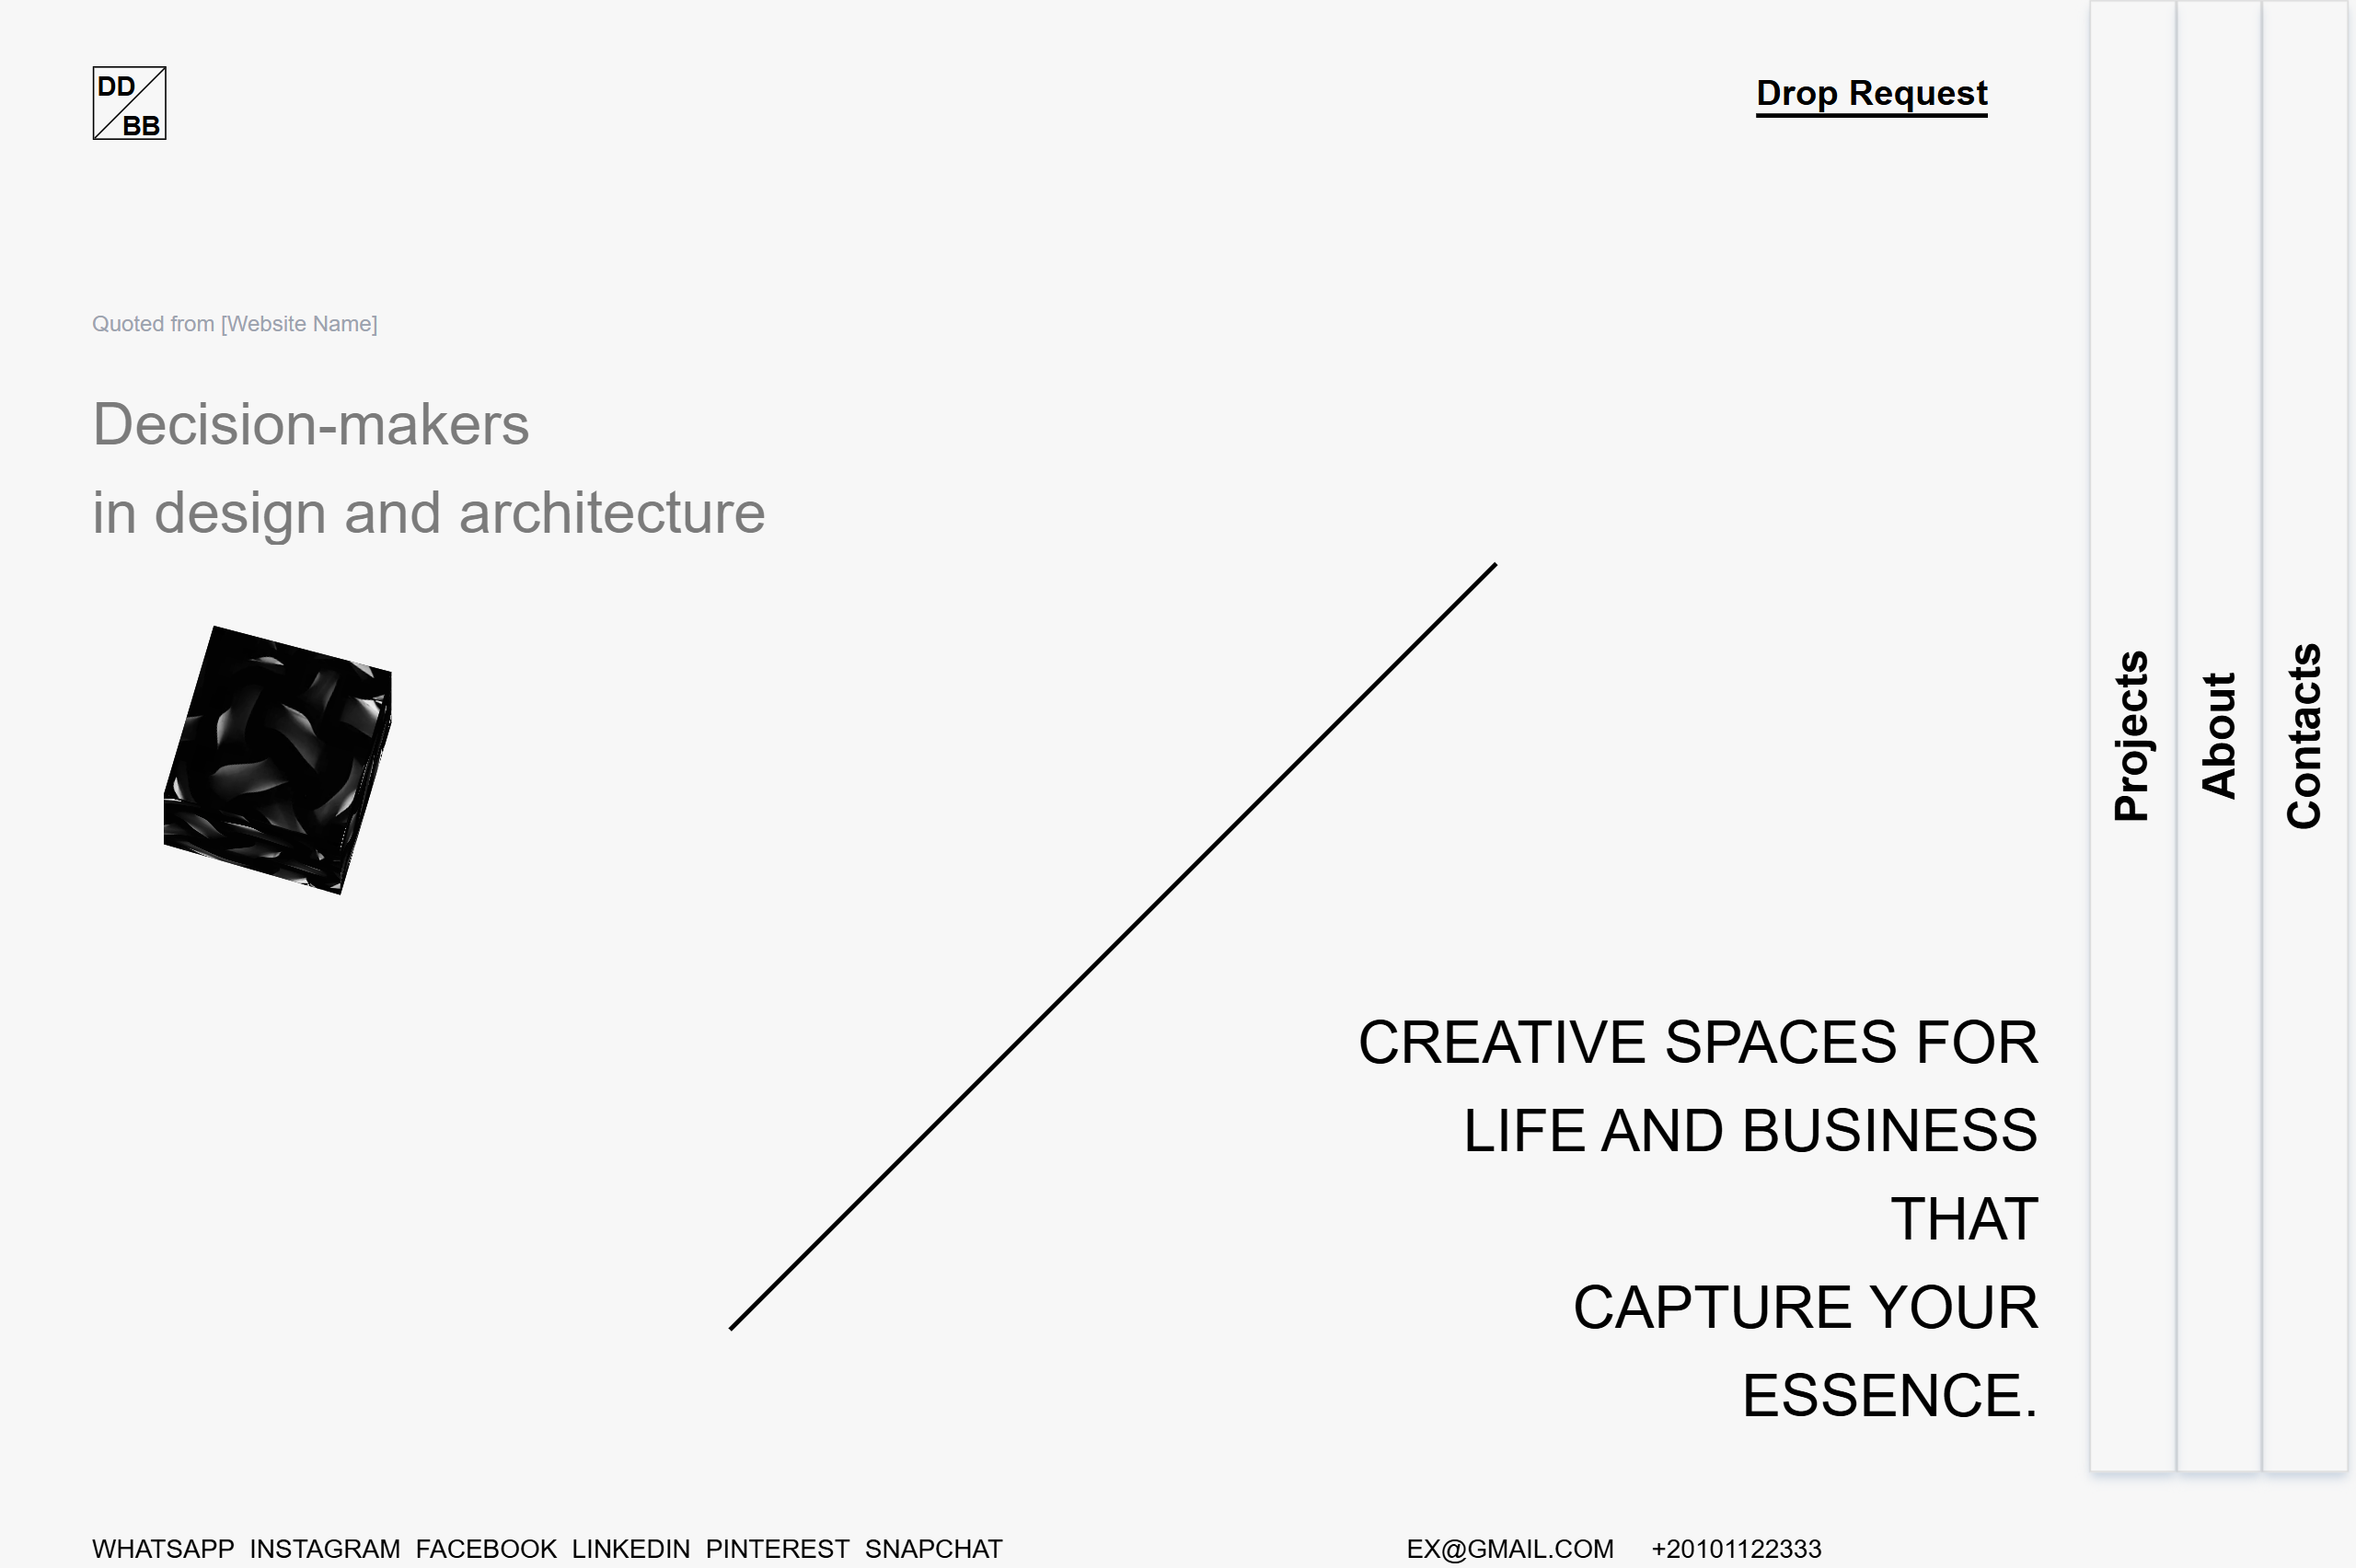 DD
BB
Drop Request
Quoted from [Website Name]
Decision-makers
in design and architecture
Projects
About
Contacts
CREATIVE SPACES FOR
LIFE AND BUSINESS
THAT
CAPTURE YOUR
ESSENCE.
WHATSAPP INSTAGRAM FACEBOOK LINKEDIN PINTEREST SNAPCHAT
EX@GMAIL.COM +20101122333